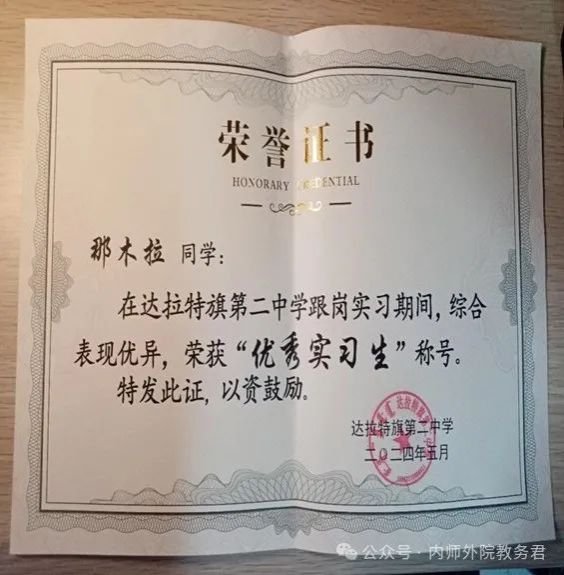 荣誉证书
HONORARY CREDENTIAL
那木拉 同学：
在达拉特旗第二中学跟岗实习期间，综合
表现优异，荣获“优秀实习生”称号。
特发此证，以资鼓励。
达拉特旗第二中学
二〇二四年五月
公众号·内师外院教务君